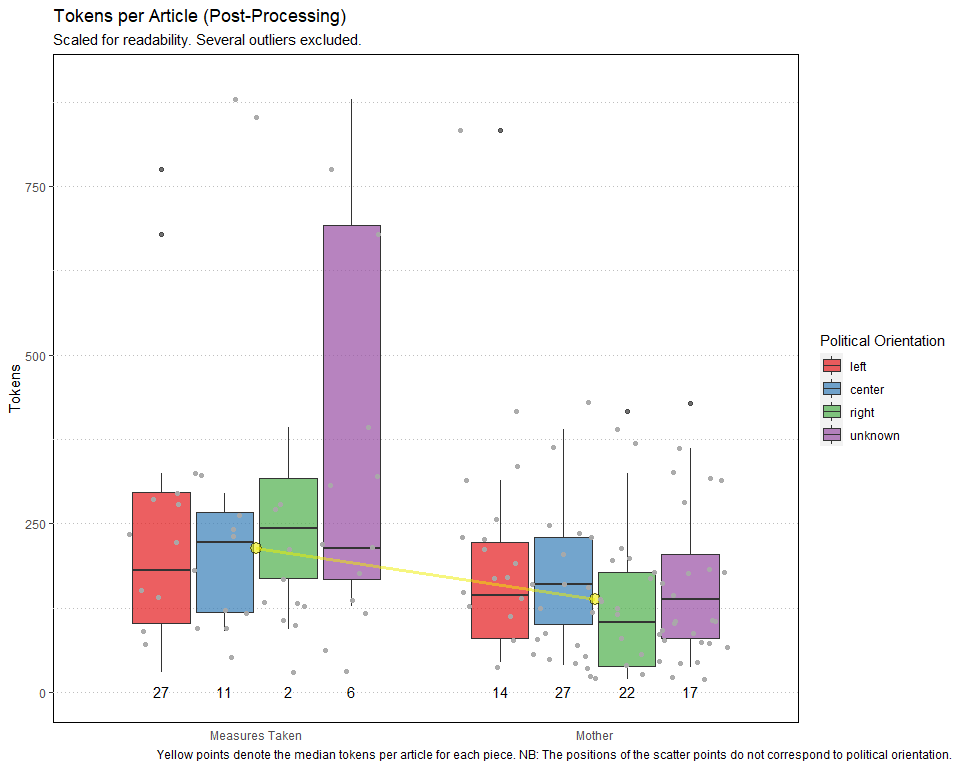 Tokens per Article (Post-Processing)
Scaled for readability. Several outliers excluded.
Tokens
750
500
250
0
27 11 2 6 14 27 22 17
Measures Taken Mother
Political Orientation
left
center
right
unknown
Yellow points denote the median tokens per article for each piece. NB: The positions of the scatter points do not correspond to political orientation.